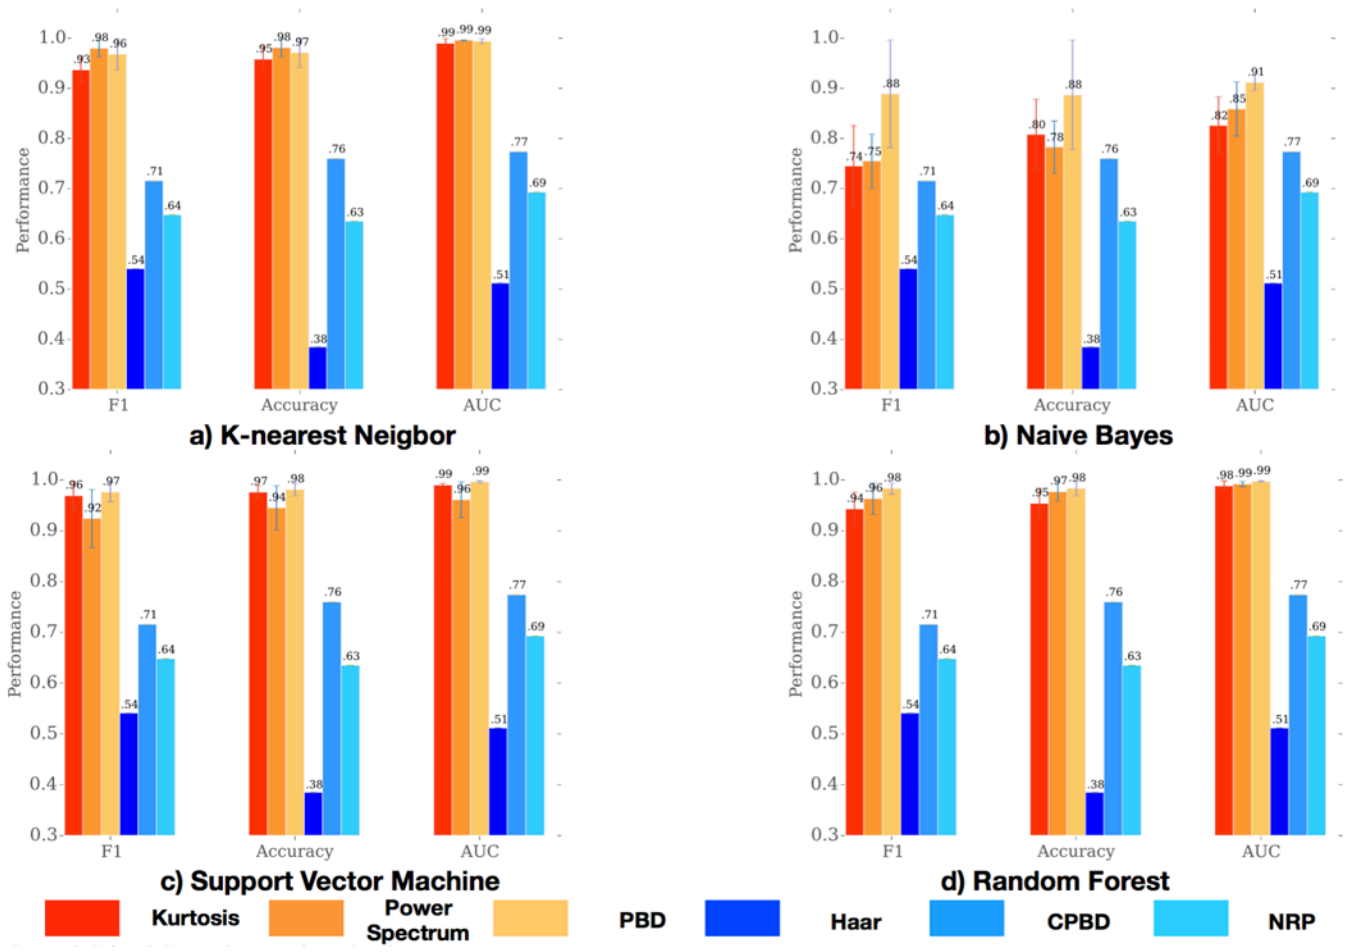 1.0
0.9
0.8
0.7
0.6
0.5
0.4
0.3
Performance
.93 .98 .96 .54 .71 .64
.95 .98 .97 .38 .76 .63
.99 .99 .99 .51 .77 .69
F1 Accuracy AUC
a) K-nearest Neigbor
1.0
0.9
0.8
0.7
0.6
0.5
0.4
0.3
Performance
.74 .75 .88 .54 .71 .64
.80 .78 .88 .38 .76 .63
.82 .85 .91 .51 .77 .69
F1 Accuracy AUC
b) Naive Bayes
1.0
0.9
0.8
0.7
0.6
0.5
0.4
0.3
Performance
.96 .92 .97 .54 .71 .64
.97 .94 .98 .38 .76 .63
.99 .96 .99 .51 .77 .69
F1 Accuracy AUC
c) Support Vector Machine
1.0
0.9
0.8
0.7
0.6
0.5
0.4
0.3
Performance
.94 .96 .98 .54 .71 .64
.95 .97 .98 .38 .76 .63
.98 .99 .99 .51 .77 .69
F1 Accuracy AUC
d) Random Forest
Kurtosis
Power
Spectrum
PBD
Haar
CPBD
NRP